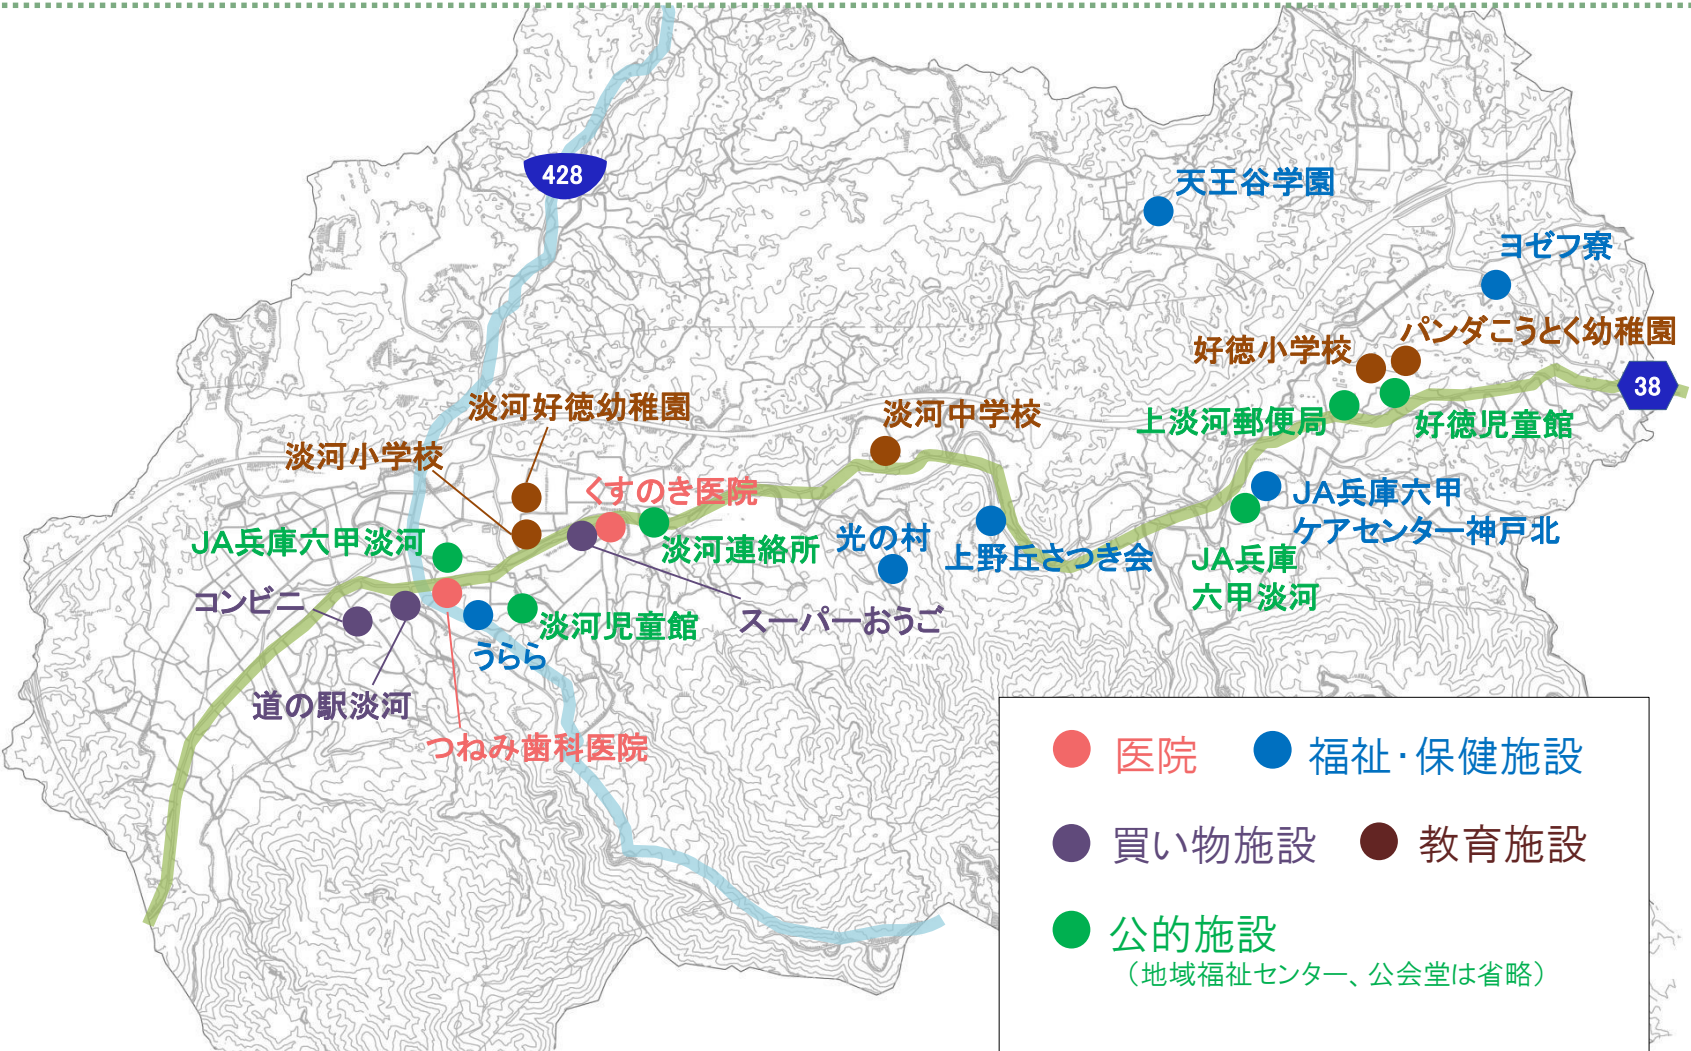 428
天王谷学園
ヨゼフ寮
パンダこうとく幼稚園
好徳小学校
38
淡河好徳幼稚園
淡河中学校
上淡河郵便局
好徳児童館
淡河小学校
くすのき医院
JA兵庫六甲
ケアセンター神戸北
JA兵庫六甲淡河
淡河連絡所
光の村
上野丘さつき会
JA兵庫
六甲淡河
コンビニ
スーパーおうご
淡河児童館
うらら
道の駅淡河
つねみ歯科医院
医院
福祉・保健施設
買い物施設
教育施設
公的施設
（地域福祉センター、公会堂は省略）